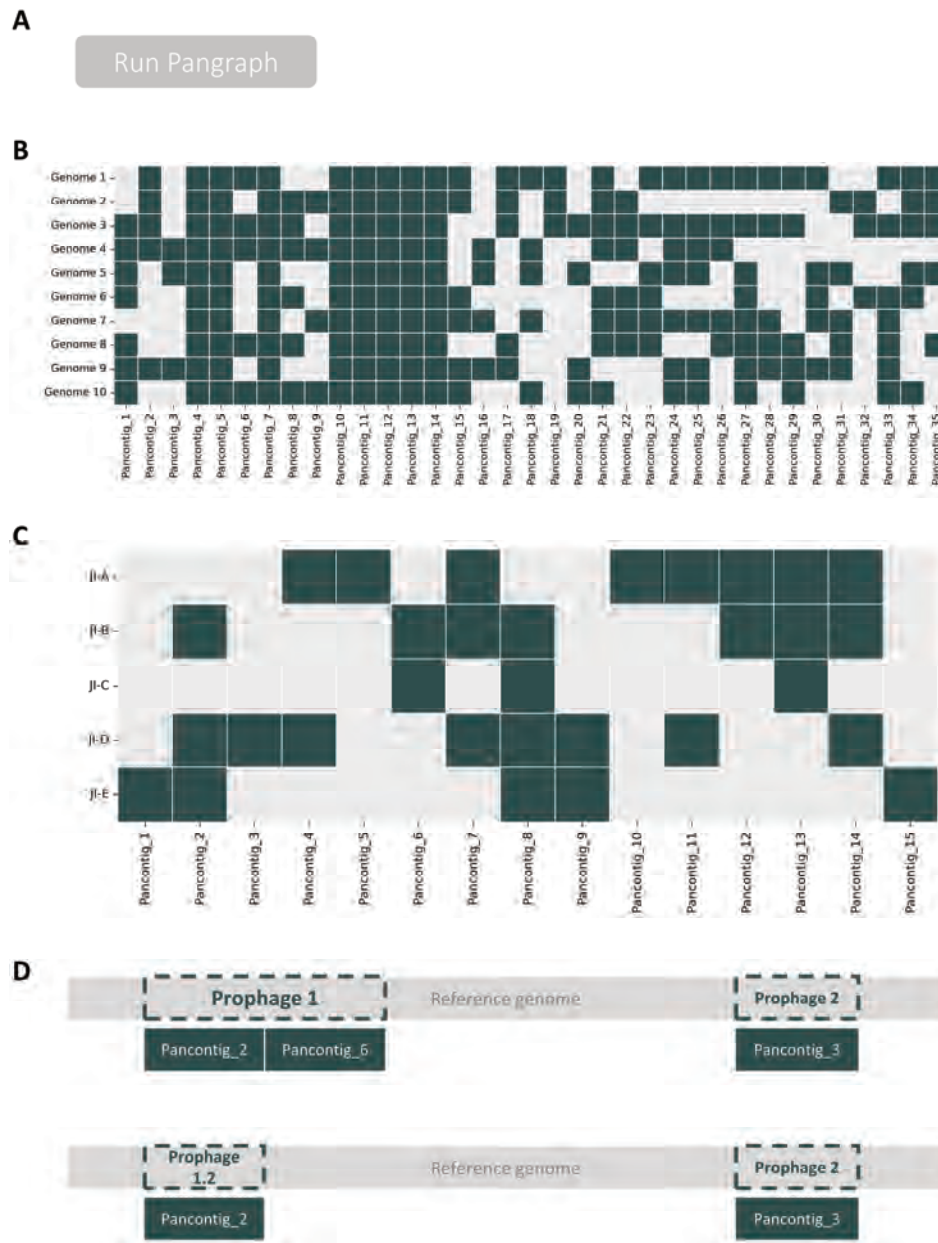 A
Run Pangraph
B
Genome 1
Genome 2
Genome 3
Genome 4
Genome 5
Genome 6
Genome 7
Genome 8
Genome 9
Genome 10
Pancontig_1
Pancontig_2
Pancontig_3
Pancontig_4
Pancontig_5
Pancontig_6
Pancontig_7
Pancontig_8
Pancontig_9
Pancontig_10
Pancontig_11
Pancontig_12
Pancontig_13
Pancontig_14
Pancontig_15
Pancontig_16
Pancontig_17
Pancontig_18
Pancontig_19
Pancontig_20
Pancontig_21
Pancontig_22
Pancontig_23
Pancontig_24
Pancontig_25
Pancontig_26
Pancontig_27
Pancontig_28
Pancontig_29
Pancontig_30
Pancontig_31
Pancontig_32
Pancontig_33
Pancontig_34
Pancontig_35
C
JI-A
JI-B
JI-C
JI-D
JI-E
Pancontig_1
Pancontig_2
Pancontig_3
Pancontig_4
Pancontig_5
Pancontig_6
Pancontig_7
Pancontig_8
Pancontig_9
Pancontig_10
Pancontig_11
Pancontig_12
Pancontig_13
Pancontig_14
Pancontig_15
D
Prophage 1
Reference genome
Prophage 2
Pancontig_2
Pancontig_6
Pancontig_3
Prophage
1.2
Reference genome
Prophage 2
Pancontig_2
Pancontig_3